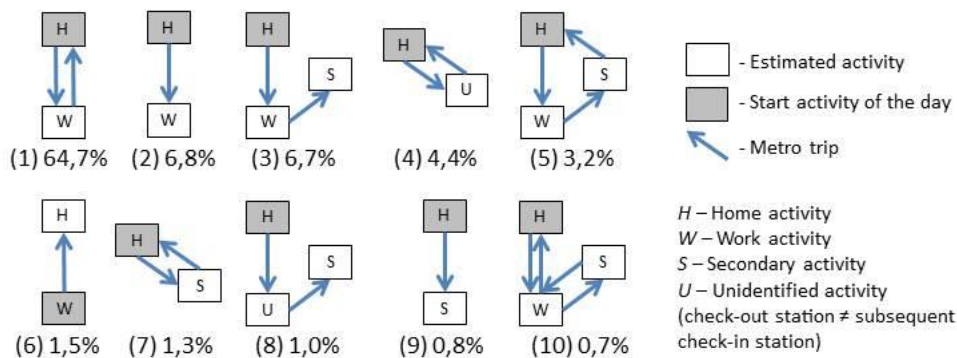 H H H H H
S S
U
W W W W
(1) 64,7% (2) 6,8% (3) 6,7% (4) 4,4% (5) 3,2%
- Estimated activity
- Start activity of the day
- Metro trip
H H H H H
S S S
W U S W
(6) 1,5% (7) 1,3% (8) 1,0% (9) 0,8% (10) 0,7%
H – Home activity
W – Work activity
S – Secondary activity
U – Unidentified activity
(check-out station ≠ subsequent
check-in station)